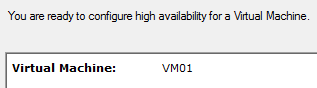 You are ready to configure high availability for a Virtual Machine.
Virtual Machine: VM01